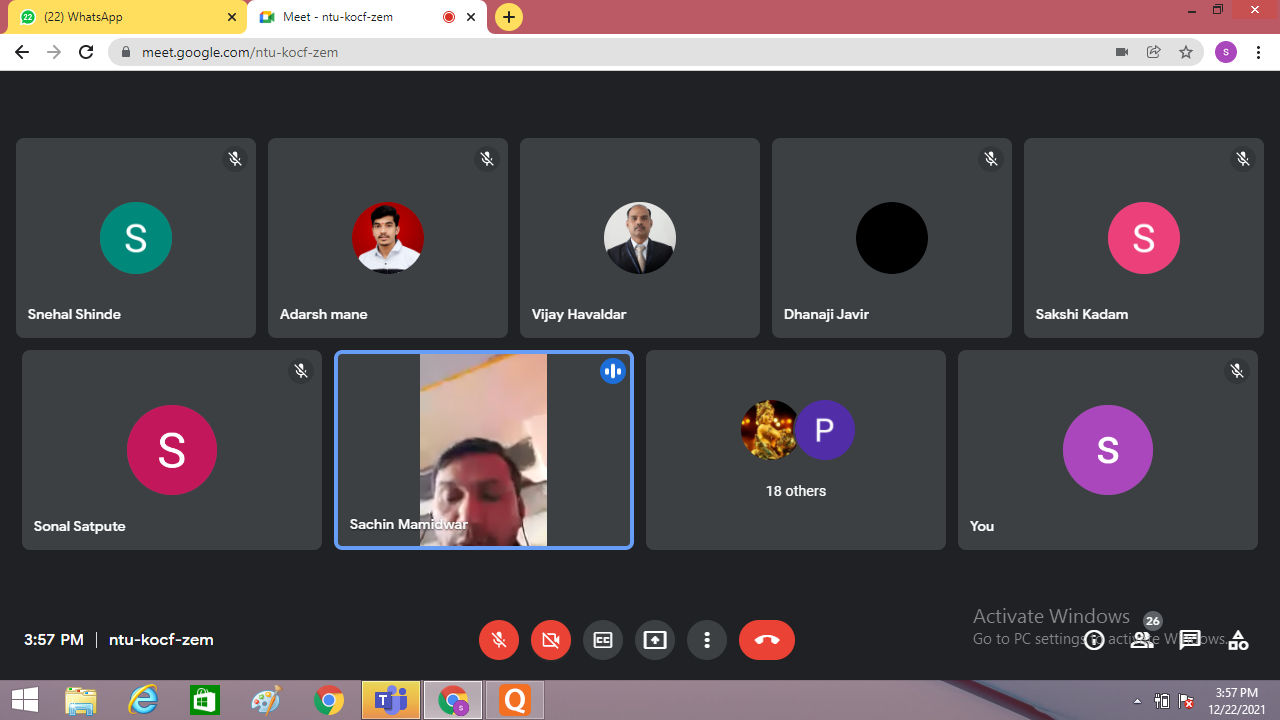 22
(22) WhatsApp
Meet - ntu-kocf-zem
meet.google.com/ntu-kocf-zem
S
S
S
Snehal Shinde
Adarsh mane
Vijay Havaldar
Dhanaji Javir
Sakshi Kadam
S
P
S
18 others
Sonal Satpute
Sachin Mamidwar
You
Activate Windows
Go to PC settings to activate Windows.
26
3:57 PM
ntu-kocf-zem
CC
3:57 PM
12/22/2021